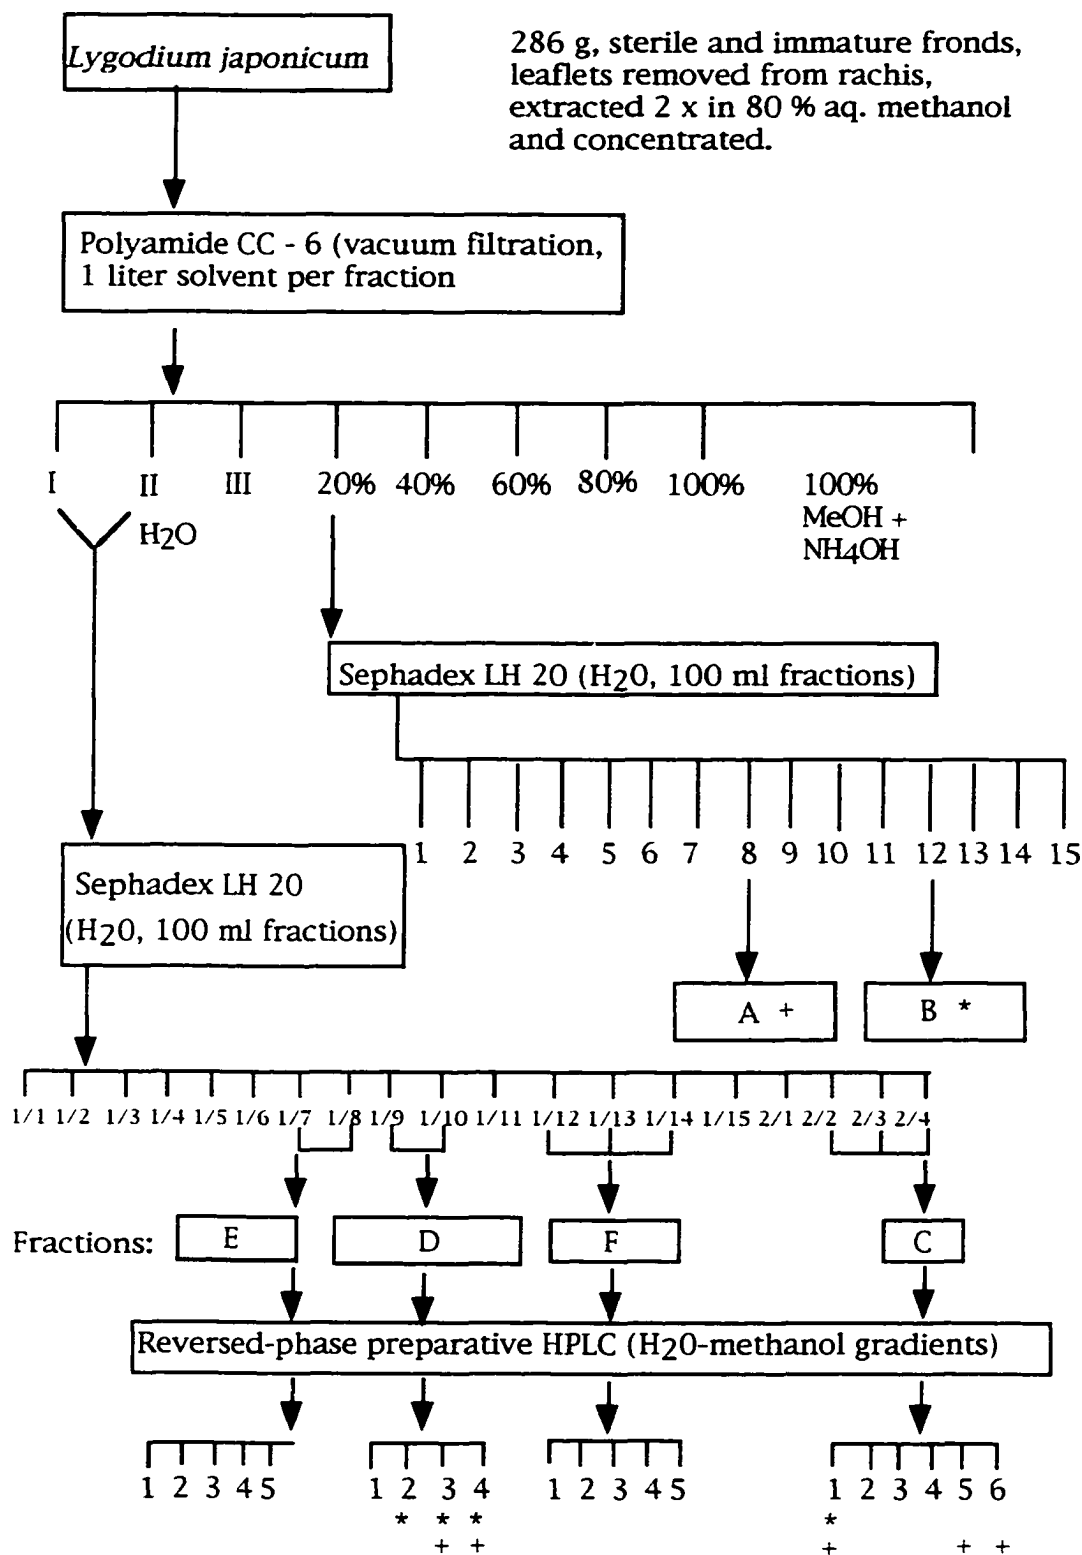 Lygodium japonicum
286 g, sterile and immature fronds,
leaflets removed from rachis,
extracted 2 x in 80 % aq. methanol
and concentrated.
Polyamide CC - 6 (vacuum filtration,
1 liter solvent per fraction
I II III 20% 40% 60% 80% 100% 100%
H2O
MeOH +
NH4OH
Sephadex LH 20 (H2O, 100 ml fractions)
1 2 3 4 5 6 7 8 9 10 11 12 13 14 15
Sephadex LH 20
(H2O, 100 ml fractions)
A + B *
1/1 1/2 1/3 1/4 1/5 1/6 1/7 1/8 1/9 1/10 1/11 1/12 1/13 1/14 1/15 2/1 2/2 2/3 2/4
Fractions: E D F C
Reversed-phase preparative HPLC (H2O-methanol gradients)
1 2 3 4 5 1 2 3 4 1 2 3 4 5 1 2 3 4 5 6
* * * *
+ + + + +